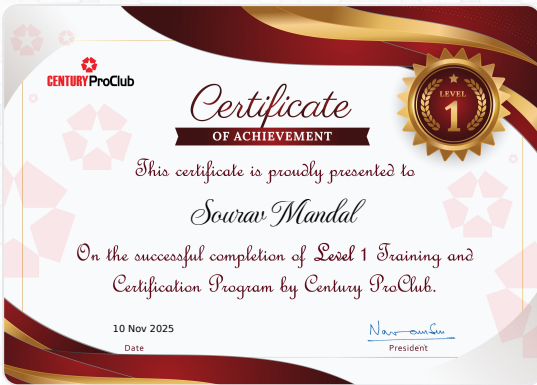 CENTURY ProClub
LEVEL
1
Certificate
OF ACHIEVEMENT
This certificate is proudly presented to
Sourav Mandal
On the successful completion of Level 1 Training and
Certification Program by Century ProClub.
10 Nov 2025
Date
President